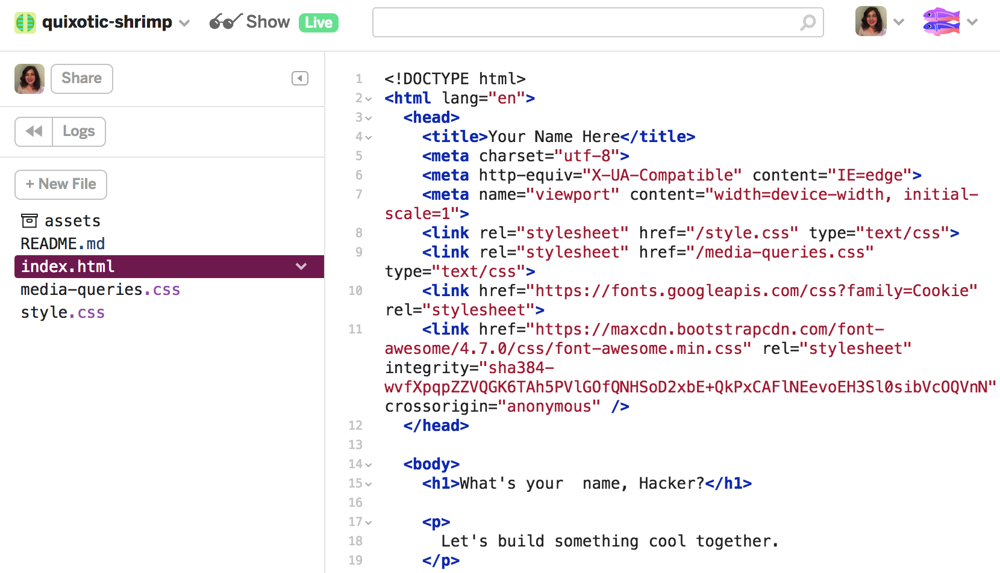 quixotic-shrimp Show Live
Share
Logs
+ New File
assets
README.md
index.html
media-queries.css
style.css
1 <!DOCTYPE html>
2 <html lang="en">
3 <head>
4 <title>Your Name Here</title>
5 <meta charset="utf-8">
6 <meta http-equiv="X-UA-Compatible" content="IE=edge">
7 <meta name="viewport" content="width=device-width, initial-
scale=1">
8 <link rel="stylesheet" href="/style.css" type="text/css">
9 <link rel="stylesheet" href="/media-queries.css"
type="text/css">
10 <link href="https://fonts.googleapis.com/css?family=Cookie"
rel="stylesheet">
11 <link href="https://maxcdn.bootstrapcdn.com/font-
awesome/4.7.0/css/font-awesome.min.css" rel="stylesheet"
integrity="sha384-
wvfXpqpZZVQGK6TAh5PVlGOfQNHSoD2xbE+QkPxCAFlNEevoEH3Sl0sibVcOQVnN"
crossorigin="anonymous" />
12 </head>
13
14 <body>
15 <h1>What's your  name, Hacker?</h1>
16
17 <p>
18 Let's build something cool together.
19 </p>